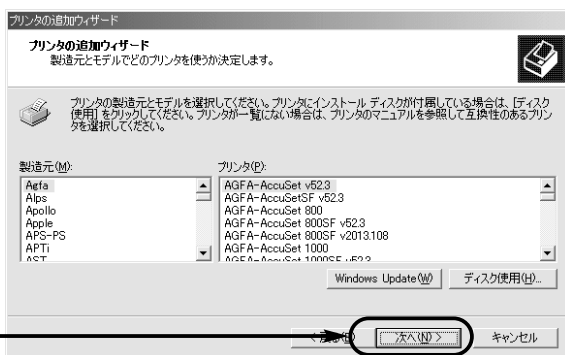 プリンタの追加ウィザード
プリンタの追加ウィザード
製造元とモデルでどのプリンタを使うか決定します。
プリンタの製造元とモデルを選択してください。プリンタにインストール ディスクが付属している場合は、[ディスク
使用] をクリックしてください。プリンタが一覧にない場合は、プリンタのマニュアルを参照して互換性のあるプリン
タを選択してください。
製造元(M):
プリンタ(P):
Agfa
Alps
Apollo
Apple
APS-PS
APTi
AST
AGFA-AccuSet v52.3
AGFA-AccuSetSF v52.3
AGFA-AccuSet 800
AGFA-AccuSet 800SF v52.3
AGFA-AccuSet 800SF v2013.108
AGFA-AccuSet 1000
AGFA-AccuSet 1000SF v52.3
Windows Update(W)
ディスク使用(H)...
< 戻る(B)
次へ(N) >
キャンセル